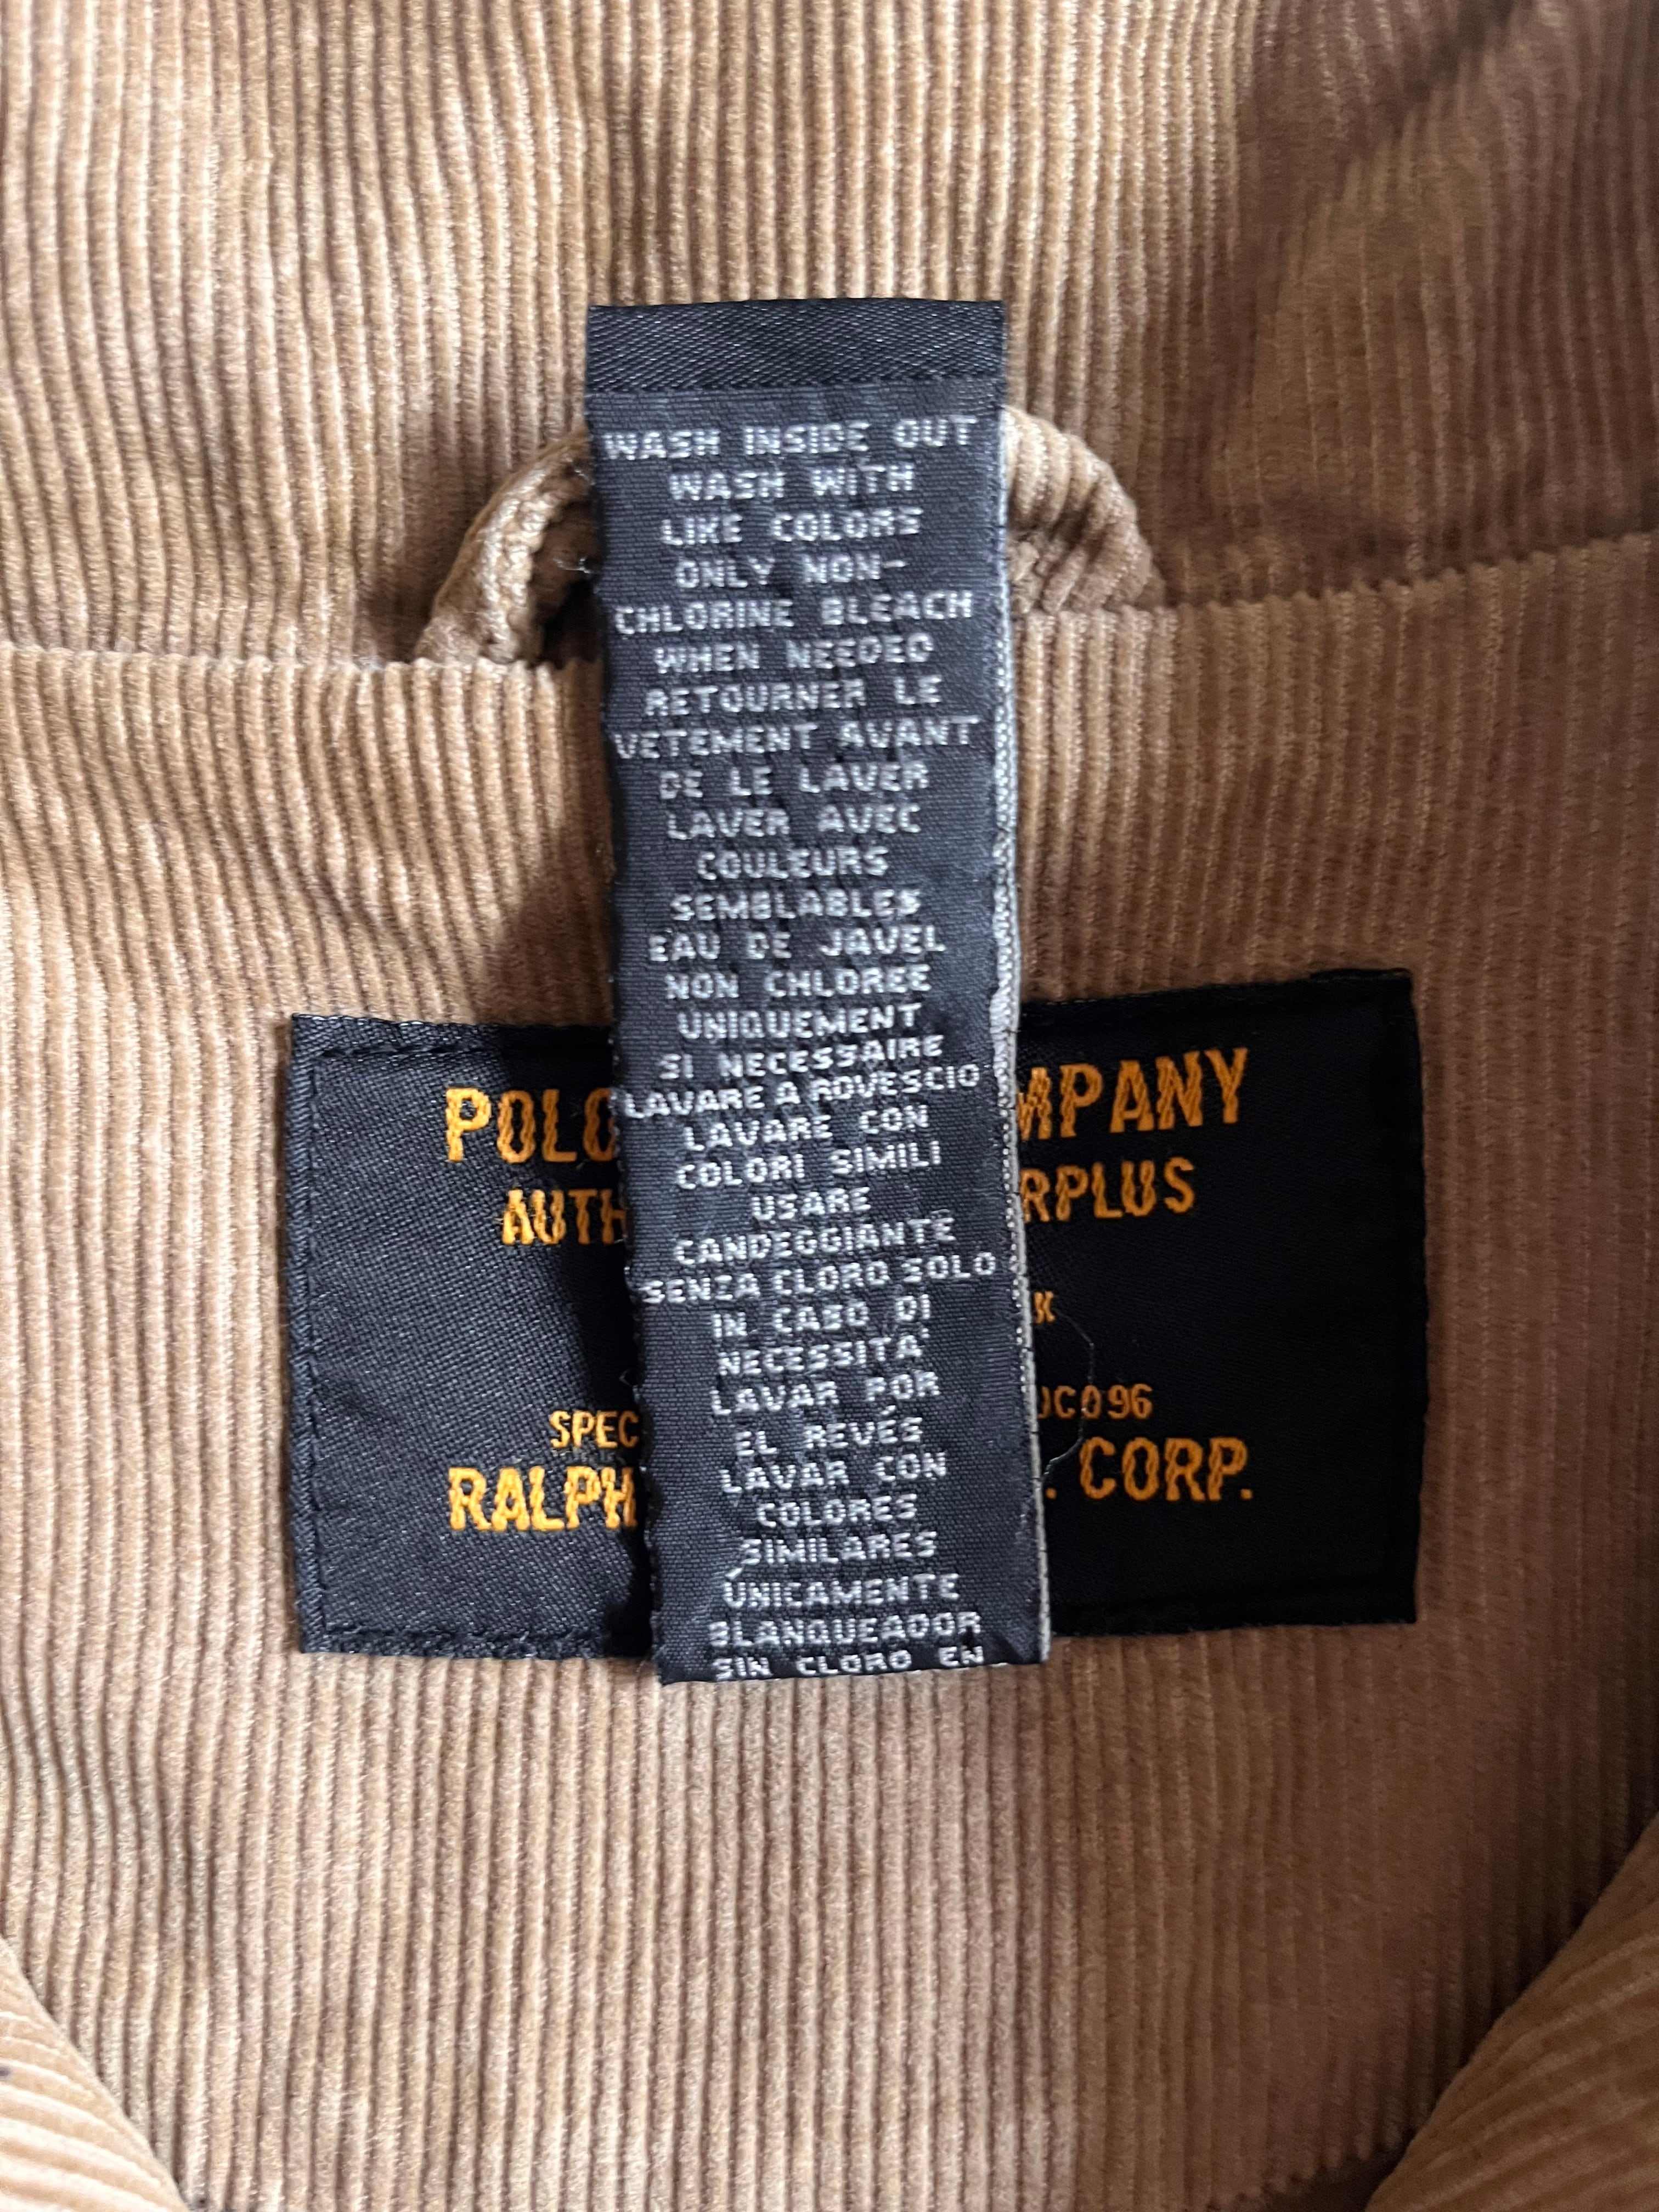 WASH INSIDE OUT
WASH WITH
LIKE COLORS
ONLY NON-
CHLORINE BLEACH
WHEN NEEDED
RETOURNER LE
VETEMENT AVANT
DE LE LAVER
LAVER AVEC
COULEURS
SEMBLABLES
EAU DE JAVEL
NON CHLOREE
UNIQUEMENT
SI NECESSAIRE
LAVARE A ROVESCIO
LAVARE CON
COLORI SIMILI
USARE
CANDEGGIANTE
SENZA CLORO SOLO
IN CABO DI
NECESSITA'
LAVAR POR
EL REVÉS
LAVAR CON
COLORES
SIMILARES
ÚNICAMENTE
BLANQUEADOR
SIN CLORO EN
POLO MPANY
AUTH RPLUS
K
SPEC C096
RALPH . CORP.